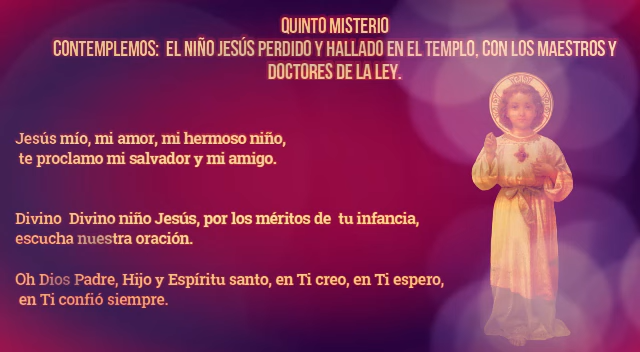 QUINTO MISTERIO
CONTEMPLEMOS: EL NIÑO JESÚS PERDIDO Y HALLADO EN EL TEMPLO, CON LOS MAESTROS Y
DOCTORES DE LA LEY.
Jesús mío, mi amor, mi hermoso niño,
te proclamo mi salvador y mi amigo.
Divino Divino niño Jesús, por los méritos de tu infancia,
escucha nuestra oración.
Oh Dios Padre, Hijo y Espíritu santo, en Ti creo, en Ti espero,
en Ti confió siempre.